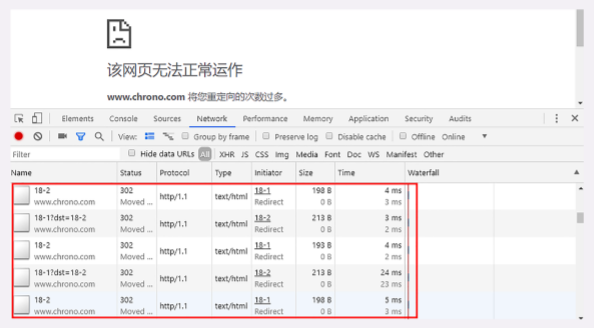 该网页无法正常运作
www.chrono.com 将您重定向的次数过多。
Elements Console Sources Network Performance Memory Application Security Audits
View: Group by frame Preserve log Disable cache Offline Online
Filter Hide data URLs All XHR JS CSS Img Media Font Doc WS Manifest Other
Name Status Protocol Type Initiator Size Time Waterfall
18-2 302 http/1.1 text/html 18-1 198 B 4 ms
www.chrono.com Moved ... Redirect 0 B 3 ms
18-1?dst=18-2 302 http/1.1 text/html 18-2 213 B 3 ms
www.chrono.com Moved ... Redirect 0 B 2 ms
18-2 302 http/1.1 text/html 18-1 193 B 4 ms
www.chrono.com Moved ... Redirect 0 B 2 ms
18-1?dst=18-2 302 http/1.1 text/html 18-2 213 B 24 ms
www.chrono.com Moved ... Redirect 0 B 23 ms
18-2 302 http/1.1 text/html 18-1 198 B 5 ms
www.chrono.com Moved ... Redirect 0 B 3 ms